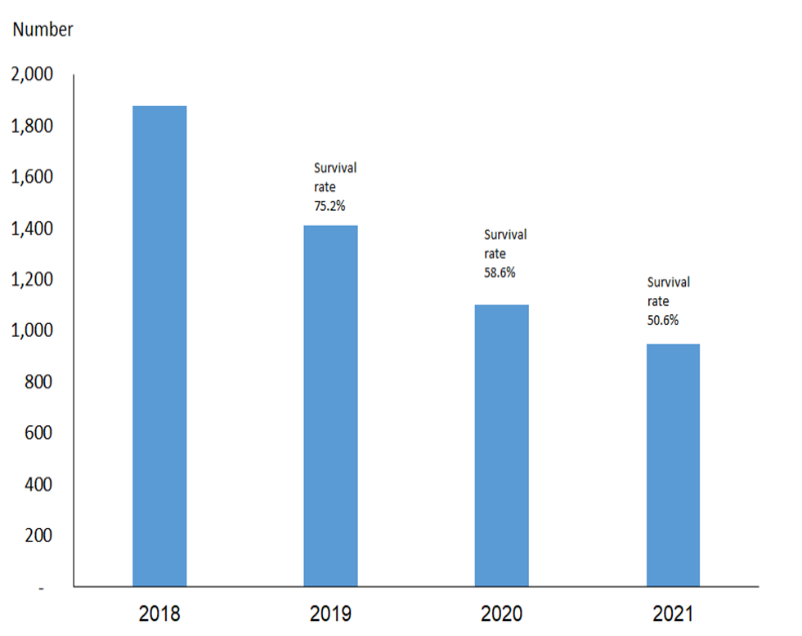 Number
2,000
1,800
1,600
1,400
1,200
1,000
800
600
400
200
-
Survival
rate
75.2%
Survival
rate
58.6%
Survival
rate
50.6%
2018
2019
2020
2021